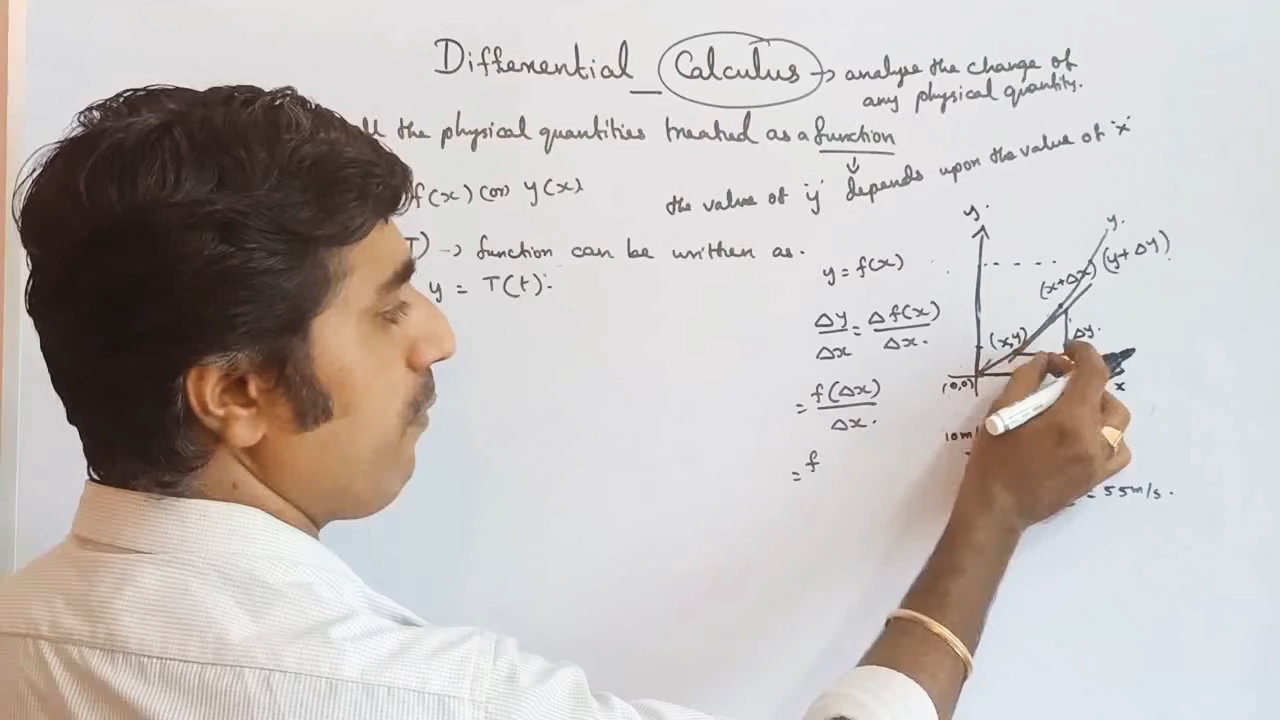 Differential Calculus → analyse the change of
any physical quantity.
the physical quantities treated as a function
↓
the value of 'y' depends upon the value of 'x'
f(x) (or) y(x)
T) → function can be written as.
y = T(t):
y = f(x)
Δy/Δx = Δf(x)/Δx.
= f(Δx)/Δx.
= f
y.
y.
(x+Δx) (y+Δy)
(x,y)
Δy.
(0,0)
x
10m
= 55m/s.